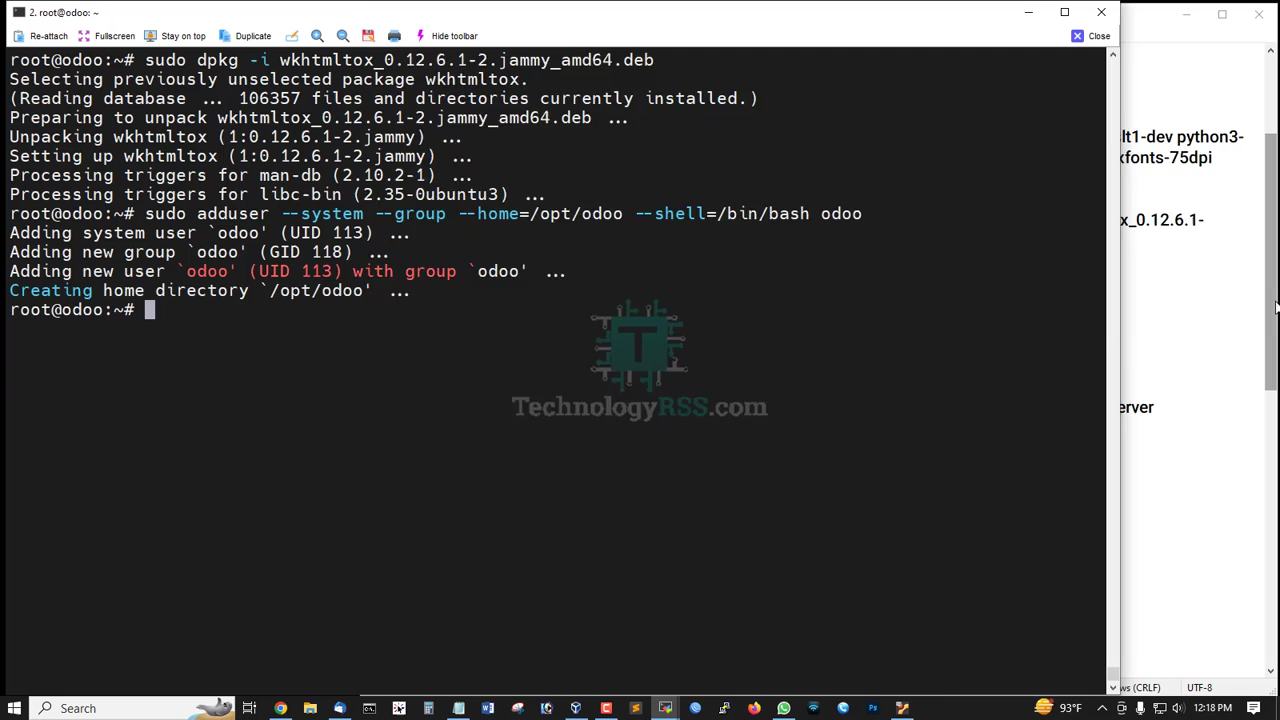 2. root@odoo: ~
Re-attach Fullscreen Stay on top Duplicate Hide toolbar Close
root@odoo:~# sudo dpkg -i wkhtmltox_0.12.6.1-2.jammy_amd64.deb
Selecting previously unselected package wkhtmltox.
(Reading database ... 106357 files and directories currently installed.)
Preparing to unpack wkhtmltox_0.12.6.1-2.jammy_amd64.deb ...
Unpacking wkhtmltox (1:0.12.6.1-2.jammy) ...
Setting up wkhtmltox (1:0.12.6.1-2.jammy) ...
Processing triggers for man-db (2.10.2-1) ...
Processing triggers for libc-bin (2.35-0ubuntu3) ...
root@odoo:~# sudo adduser --system --group --home=/opt/odoo --shell=/bin/bash odoo
Adding system user `odoo' (UID 113) ...
Adding new group `odoo' (GID 118) ...
Adding new user `odoo' (UID 113) with group `odoo' ...
Creating home directory `/opt/odoo' ...
root@odoo:~#
T
TechnologyRSS.com
lt1-dev python3-
xfonts-75dpi
x_0.12.6.1-
erver
ws (CRLF) UTF-8
Search
93°F
12:18 PM